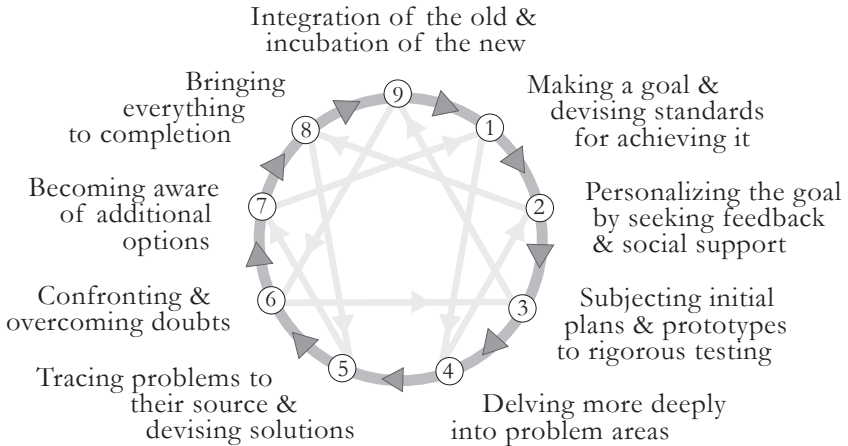 Integration of the old &
incubation of the new
9
1
Making a goal &
devising standards
for achieving it
2
Personalizing the goal
by seeking feedback
& social support
3
Subjecting initial
plans & prototypes
to rigorous testing
4
Delving more deeply
into problem areas
5
Tracing problems to
their source &
devising solutions
6
Confronting &
overcoming doubts
7
Becoming aware
of additional
options
8
Bringing
everything
to completion